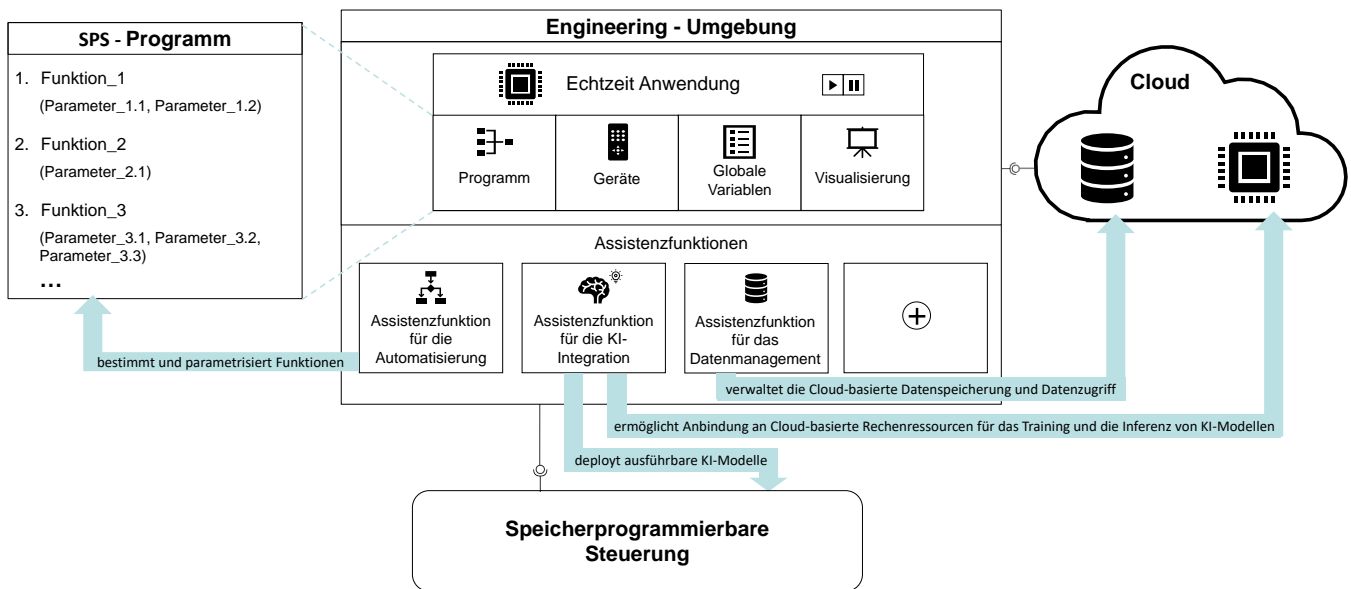 SPS - Programm
1. Funktion_1
(Parameter_1.1, Parameter_1.2)
2. Funktion_2
(Parameter_2.1)
3. Funktion_3
(Parameter_3.1, Parameter_3.2,
Parameter_3.3)
...
Engineering - Umgebung
Echtzeit Anwendung
Programm
Geräte
Globale
Variablen
Visualisierung
Assistenzfunktionen
Assistenzfunktion
für die
Automatisierung
Assistenzfunktion
für die KI-
Integration
Assistenzfunktion
für das
Datenmanagement
Cloud
bestimmt und parametrisiert Funktionen
verwaltet die Cloud-basierte Datenspeicherung und Datenzugriff
ermöglicht Anbindung an Cloud-basierte Rechenressourcen für das Training und die Inferenz von KI-Modellen
deployt ausführbare KI-Modelle
Speicherprogrammierbare
Steuerung